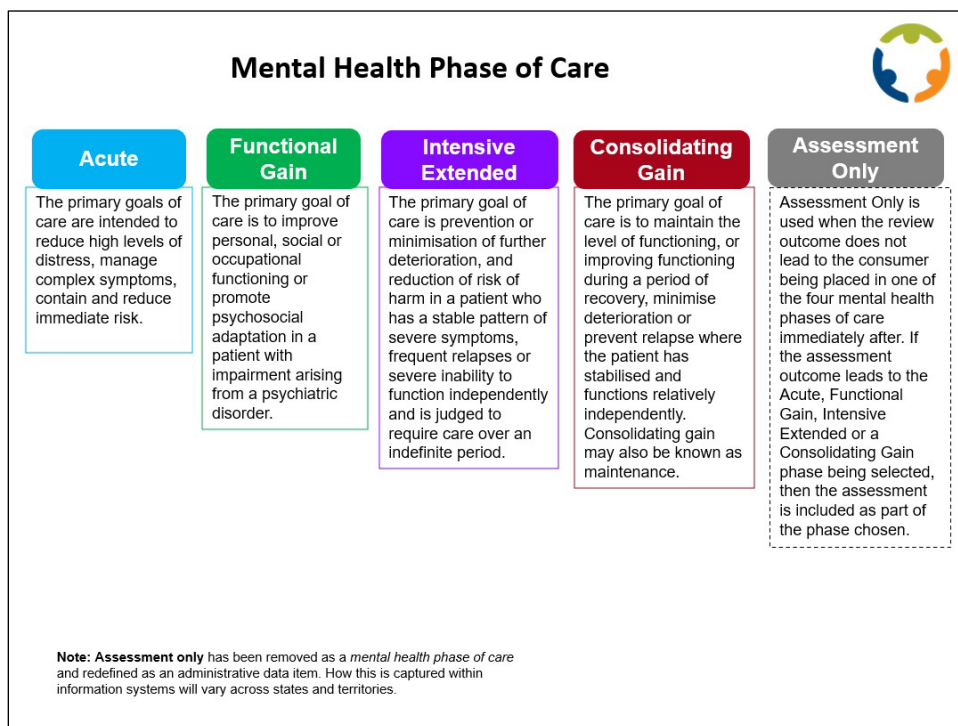 Mental Health Phase of Care
Acute
The primary goals of
care are intended to
reduce high levels of
distress, manage
complex symptoms,
contain and reduce
immediate risk.
Functional
Gain
The primary goal of
care is to improve
personal, social or
occupational
functioning or
promote
psychosocial
adaptation in a
patient with
impairment arising
from a psychiatric
disorder.
Intensive
Extended
The primary goal of
care is prevention or
minimisation of further
deterioration, and
reduction of risk of
harm in a patient who
has a stable pattern of
severe symptoms,
frequent relapses or
severe inability to
function independently
and is judged to
require care over an
indefinite period.
Consolidating
Gain
The primary goal of
care is to maintain the
level of functioning, or
improving functioning
during a period of
recovery, minimise
deterioration or
prevent relapse where
the patient has
stabilised and
functions relatively
independently.
Consolidating gain
may also be known as
maintenance.
Assessment
Only
Assessment Only is
used when the review
outcome does not
lead to the consumer
being placed in one of
the four mental health
phases of care
immediately after. If
the assessment
outcome leads to the
Acute, Functional
Gain, Intensive
Extended or a
Consolidating Gain
phase being selected,
then the assessment
is included as part of
the phase chosen.
Note: Assessment only has been removed as a mental health phase of care
and redefined as an administrative data item. How this is captured within
information systems will vary across states and territories.